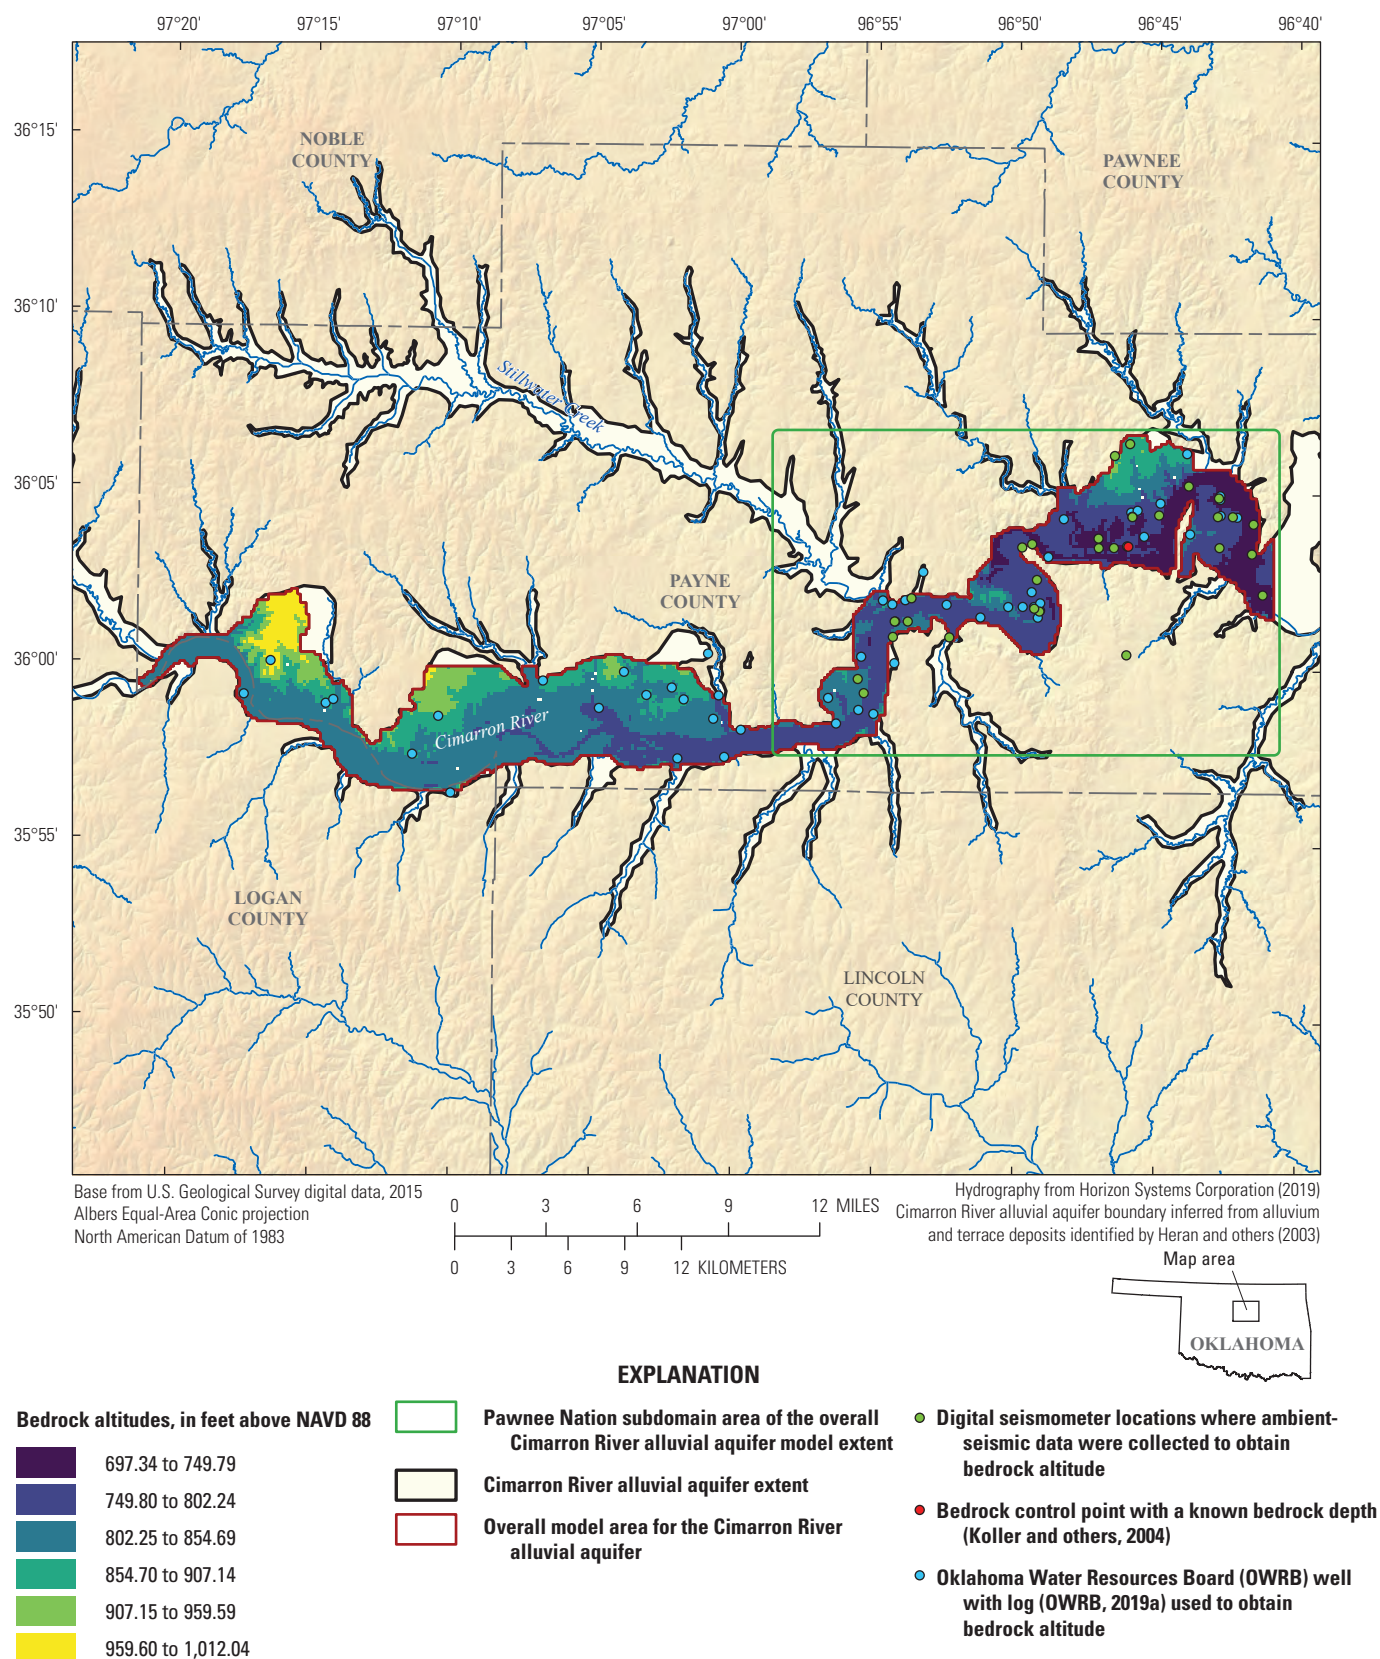 97°20'
97°15'
97°10'
97°05'
97°00'
96°55'
96°50'
96°45'
96°40'
36°15'
NOBLE
COUNTY
PAWNEE
COUNTY
36°10'
Stillwater Creek
36°05'
PAYNE
COUNTY
36°00'
Cimarron River
35°55'
LOGAN
COUNTY
LINCOLN
COUNTY
35°50'
Base from U.S. Geological Survey digital data, 2015
Albers Equal-Area Conic projection
North American Datum of 1983
0 3 6 9 12 MILES
0 3 6 9 12 KILOMETERS
Hydrography from Horizon Systems Corporation (2019)
Cimarron River alluvial aquifer boundary inferred from alluvium
and terrace deposits identified by Heran and others (2003)
Map area
OKLAHOMA
EXPLANATION
Bedrock altitudes, in feet above NAVD 88
697.34 to 749.79
749.80 to 802.24
802.25 to 854.69
854.70 to 907.14
907.15 to 959.59
959.60 to 1,012.04
Pawnee Nation subdomain area of the overall
Cimarron River alluvial aquifer model extent
Cimarron River alluvial aquifer extent
Overall model area for the Cimarron River
alluvial aquifer
Digital seismometer locations where ambient-
seismic data were collected to obtain
bedrock altitude
Bedrock control point with a known bedrock depth
(Koller and others, 2004)
Oklahoma Water Resources Board (OWRB) well
with log (OWRB, 2019a) used to obtain
bedrock altitude